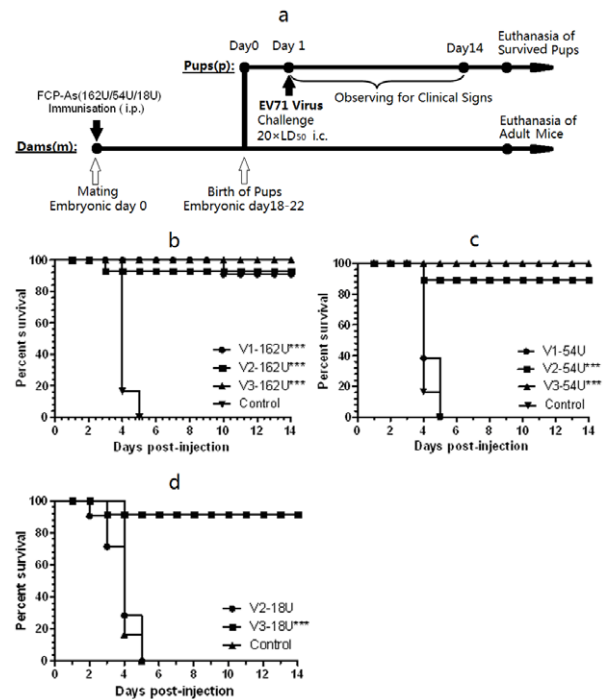 a
Day0 Day 1 Day14 Euthanasia of
Survived Pups
Pups(p):
FCP-As(162U/54U/18U)
Immunisation ( i.p.)
EV71 Virus
Challenge
20×LD50 i.c.
Observing for Clinical Signs
Euthanasia of
Adult Mice
Dams(m):
Mating
Embryonic day 0
Birth of Pups
Embryonic day18-22
b
Percent survival
100
80
60
40
20
0
V1-162U***
V2-162U***
V3-162U***
Control
0 2 4 6 8 10 12 14
Days post-injection
c
Percent survival
100
80
60
40
20
0
V1-54U
V2-54U***
V3-54U***
Control
0 2 4 6 8 10 12 14
Days post-injection
d
Percent survival
100
80
60
40
20
0
V2-18U
V3-18U***
Control
0 2 4 6 8 10 12 14
Days post-injection